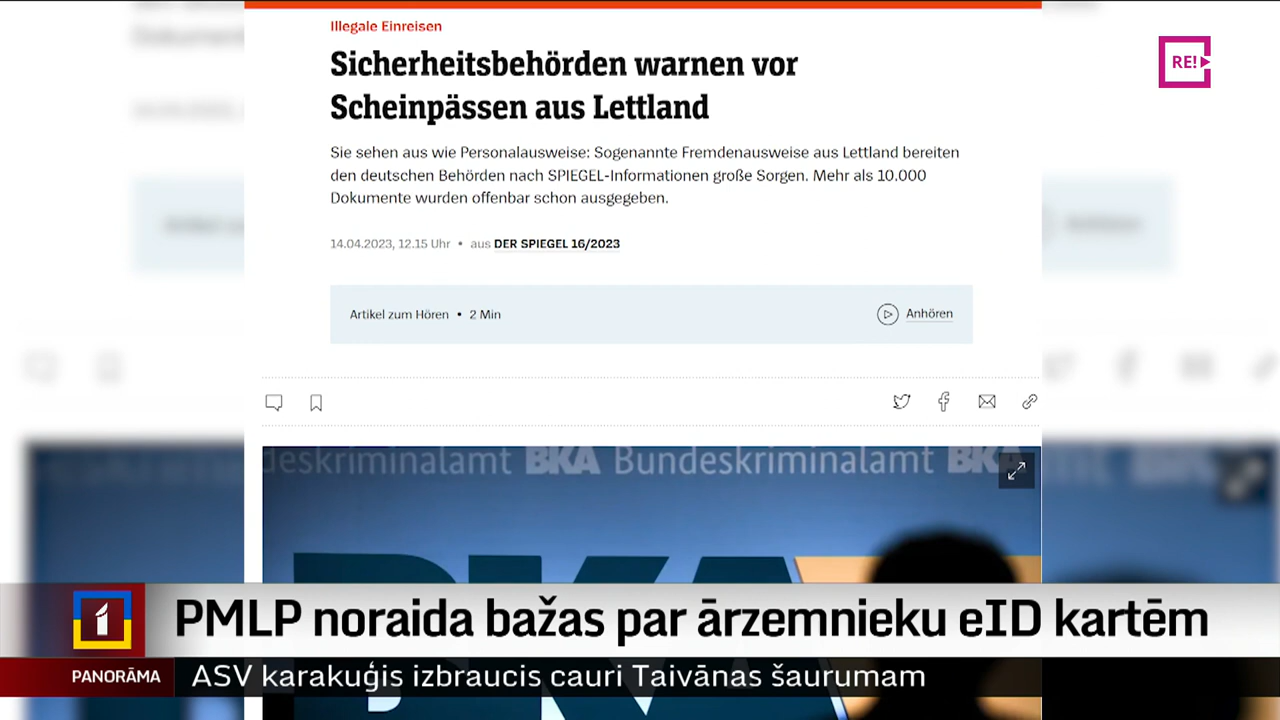 Illegale Einreisen
Sicherheitsbehörden warnen vor
Scheinpässen aus Lettland
RE!
Sie sehen aus wie Personalausweise: Sogenannte Fremdenausweise aus Lettland bereiten
den deutschen Behörden nach SPIEGEL-Informationen große Sorgen. Mehr als 10.000
Dokumente wurden offenbar schon ausgegeben.
14.04.2023, 12.15 Uhr • aus DER SPIEGEL 16/2023
Artikel zum Hören • 2 Min
Anhören
deskriminalamt BKA Bundeskriminalamt BKA
BKA
1
PMLP noraida bažas par ārzemnieku eID kartēm
PANORĀMA
ASV karakuģis izbraucis cauri Taivānas šaurumam